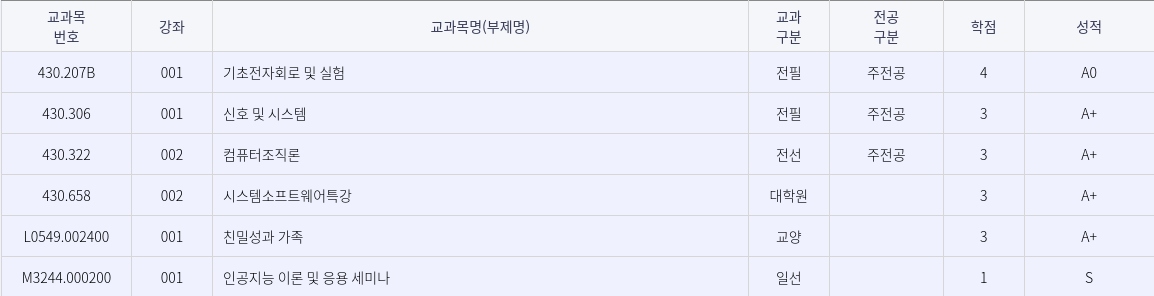 교과목 번호 강좌 교과목명(부제명) 교과 구분 전공 구분 학점 성적
430.207B 001 기초전자회로 및 실험 전필 주전공 4 A0
430.306 001 신호 및 시스템 전필 주전공 3 A+
430.322 002 컴퓨터조직론 전선 주전공 3 A+
430.658 002 시스템소프트웨어특강 대학원 3 A+
L0549.002400 001 친밀성과 가족 교양 3 A+
M3244.000200 001 인공지능 이론 및 응용 세미나 일선 1 S